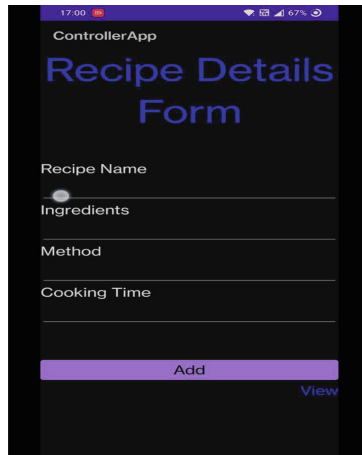 17:00 67%
ControllerApp
Recipe Details
Form
Recipe Name
Ingredients
Method
Cooking Time
Add
View